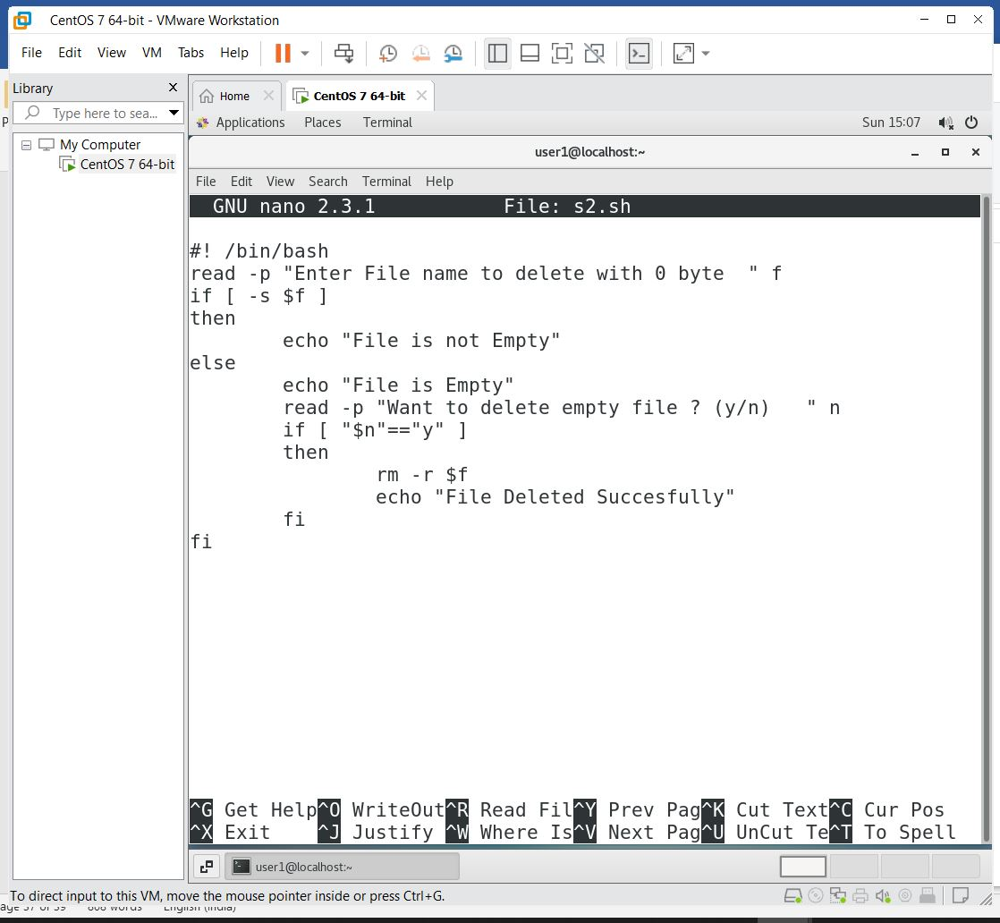 CentOS 7 64-bit - VMware Workstation
File Edit View VM Tabs Help
Library
Home
CentOS 7 64-bit
Type here to sea...
Applications Places Terminal Sun 15:07
My Computer
CentOS 7 64-bit
user1@localhost:~
File Edit View Search Terminal Help
GNU nano 2.3.1 File: s2.sh
#! /bin/bash
read -p "Enter File name to delete with 0 byte  " f
if [ -s $f ]
then
        echo "File is not Empty"
else
        echo "File is Empty"
        read -p "Want to delete empty file ? (y/n)   " n
        if [ "$n"=="y" ]
        then
                rm -r $f
                echo "File Deleted Succesfully"
        fi
fi
^G Get Help^O WriteOut^R Read Fil^Y Prev Pag^K Cut Text^C Cur Pos
^X Exit    ^J Justify ^W Where Is^V Next Pag^U UnCut Te^T To Spell
user1@localhost:~
To direct input to this VM, move the mouse pointer inside or press Ctrl+G.
age 37 of 39 808 words English (India)